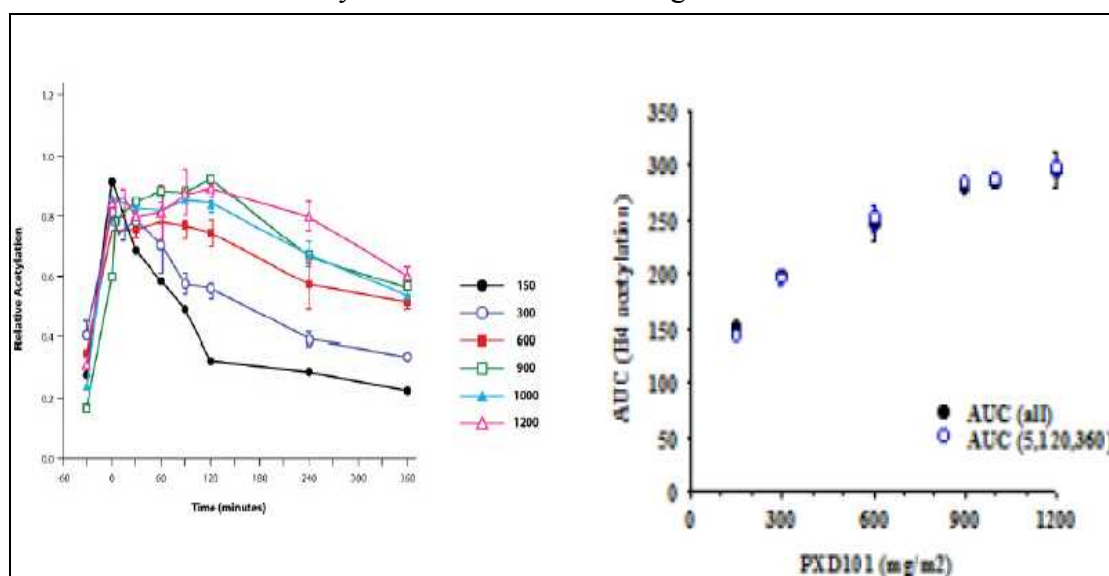 1.2
1.0
0.8
0.6
0.4
0.2
0.0
Relative Acetylation
-60 0 60 120 180 240 300 360
Time (minutes)
150
300
600
900
1000
1200
350
300
250
200
150
100
50
0
AUC (H4 acetylation)
AUC (all)
AUC (5,120,360)
0 300 600 900 1200
PXD101 (mg/m2)